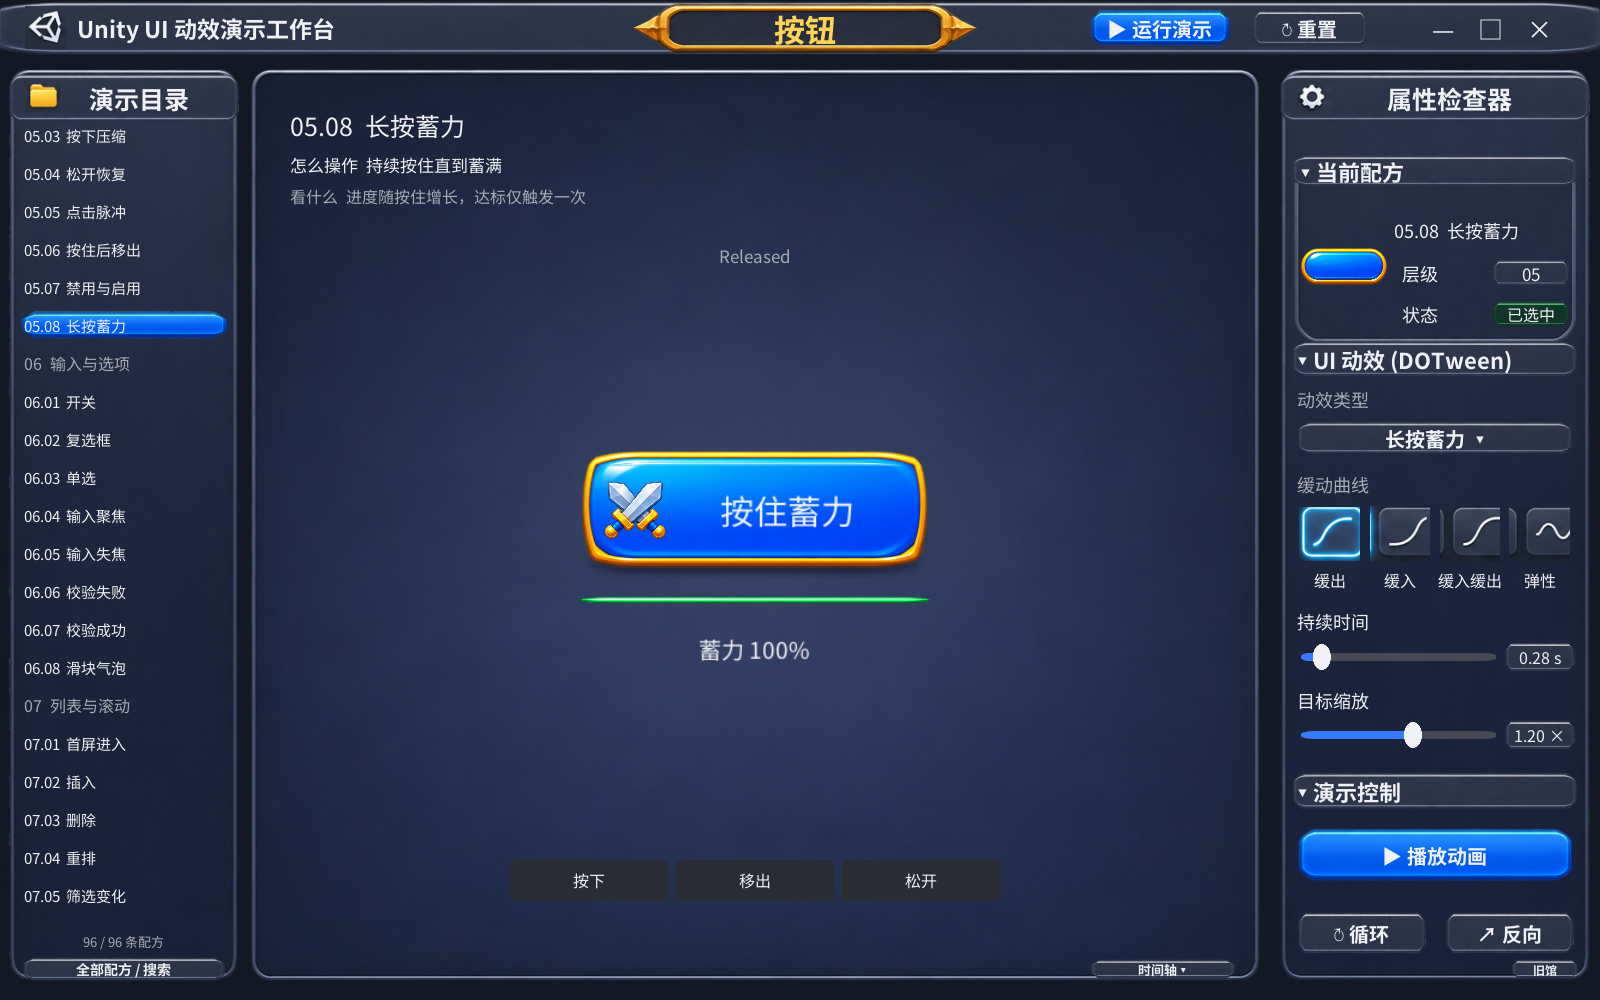 Unity UI 动效演示工作台
按钮
▶ 运行演示
↻ 重置
演示目录
05.03 按下压缩
05.04 松开恢复
05.05 点击脉冲
05.06 按住后移出
05.07 禁用与启用
05.08 长按蓄力
06 输入与选项
06.01 开关
06.02 复选框
06.03 单选
06.04 输入聚焦
06.05 输入失焦
06.06 校验失败
06.07 校验成功
06.08 滑块气泡
07 列表与滚动
07.01 首屏进入
07.02 插入
07.03 删除
07.04 重排
07.05 筛选变化
96 / 96 条配方
全部配方 / 搜索
05.08 长按蓄力
怎么操作 持续按住直到蓄满
看什么 进度随按住增长，达标仅触发一次
Released
按住蓄力
蓄力 100%
按下
移出
松开
时间轴 ▾
属性检查器
▾ 当前配方
05.08 长按蓄力
层级
05
状态
已选中
▾ UI 动效 (DOTween)
动效类型
长按蓄力 ▾
缓动曲线
缓出
缓入
缓入缓出
弹性
持续时间
0.28 s
目标缩放
1.20 ×
▾ 演示控制
▶ 播放动画
↻ 循环
↗ 反向
旧馆